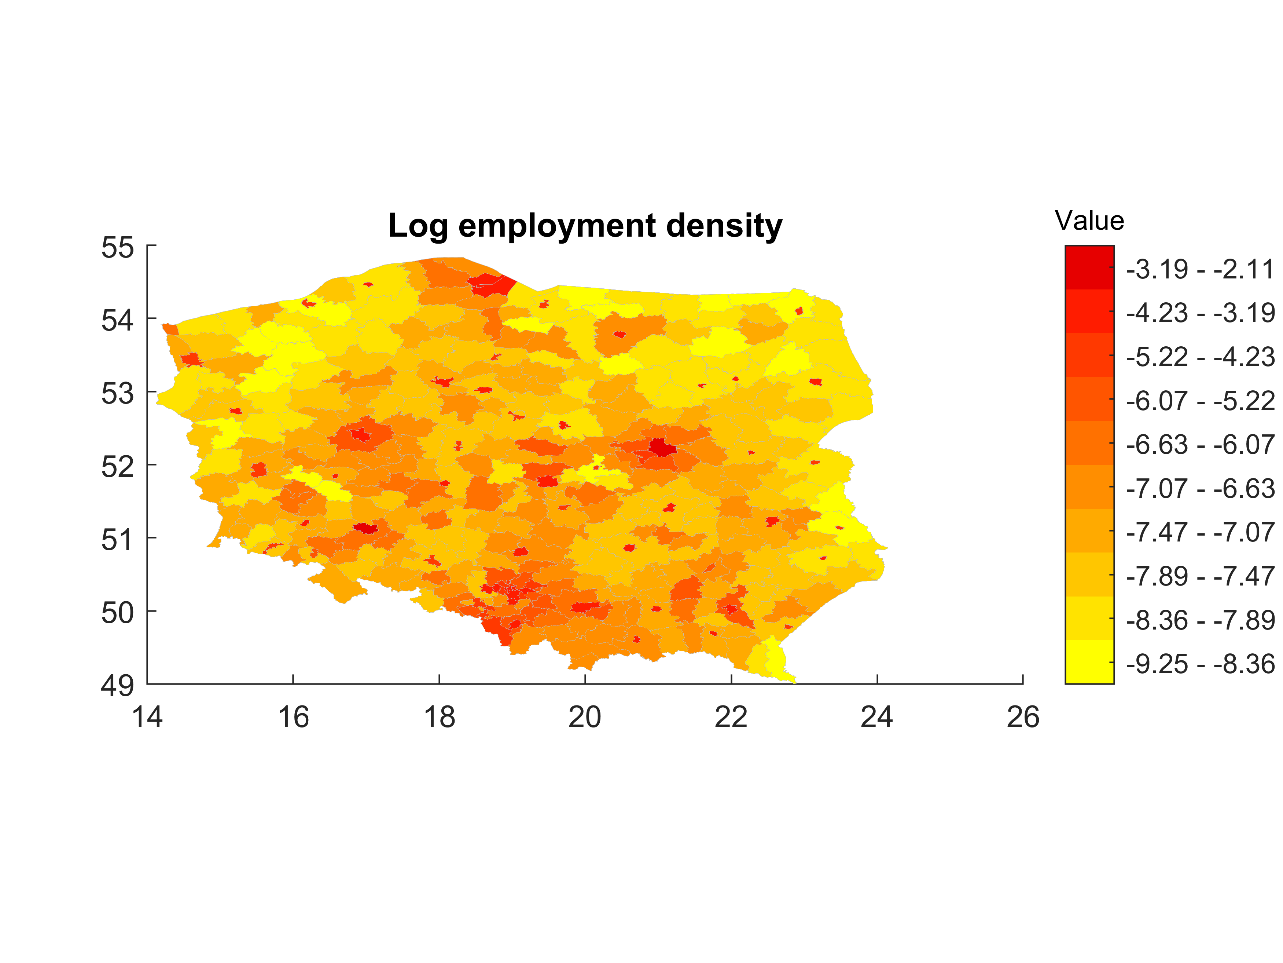 Log employment density
Value
55
54
53
52
51
50
49
14 16 18 20 22 24 26
-3.19 - -2.11
-4.23 - -3.19
-5.22 - -4.23
-6.07 - -5.22
-6.63 - -6.07
-7.07 - -6.63
-7.47 - -7.07
-7.89 - -7.47
-8.36 - -7.89
-9.25 - -8.36